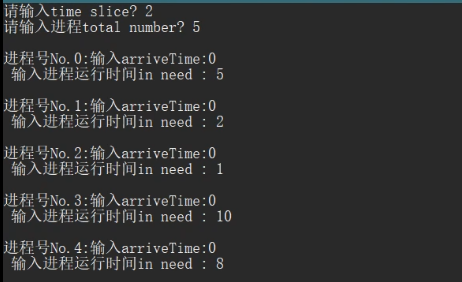 请输入time slice? 2
请输入进程total number? 5
进程号No.0:输入arriveTime:0
输入进程运行时间in need : 5
进程号No.1:输入arriveTime:0
输入进程运行时间in need : 2
进程号No.2:输入arriveTime:0
输入进程运行时间in need : 1
进程号No.3:输入arriveTime:0
输入进程运行时间in need : 10
进程号No.4:输入arriveTime:0
输入进程运行时间in need : 8